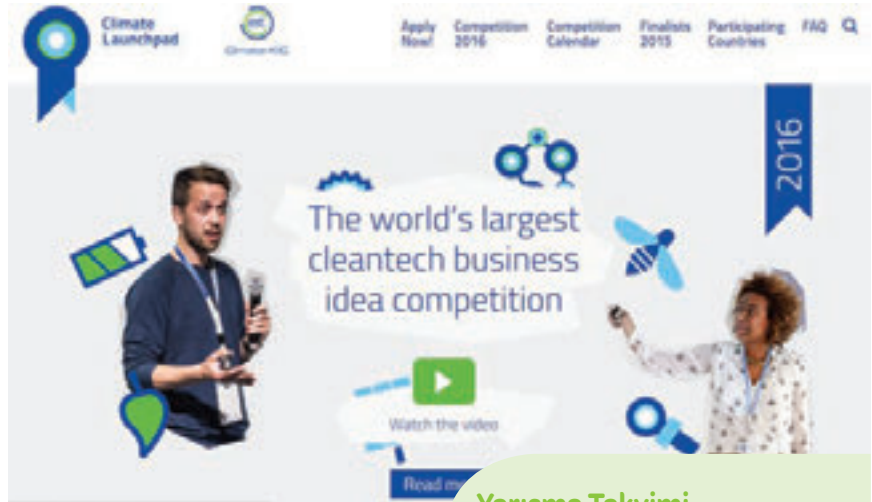 Climate
Launchpad
Apply
Now!
Competition
2016
Competition
Calendar
Finalists
2015
Participating
Countries
FAQ
2016
The world's largest
cleantech business
idea competition
Watch the video
Read
Yarışma Takvimi